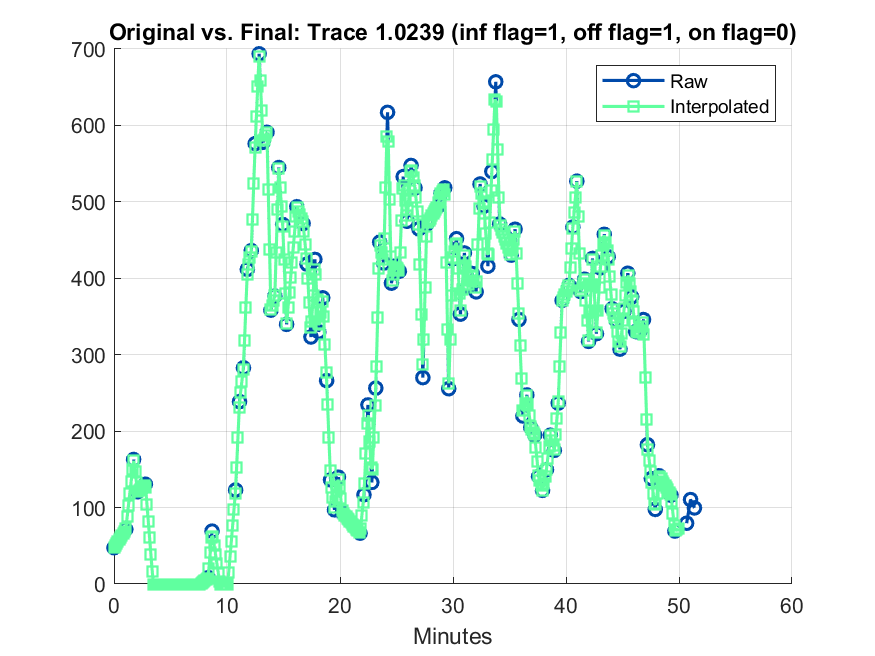 Original vs. Final: Trace 1.0239 (inf flag=1, off flag=1, on flag=0)
700
600
500
400
300
200
100
0
Raw
Interpolated
0 10 20 30 40 50 60
Minutes